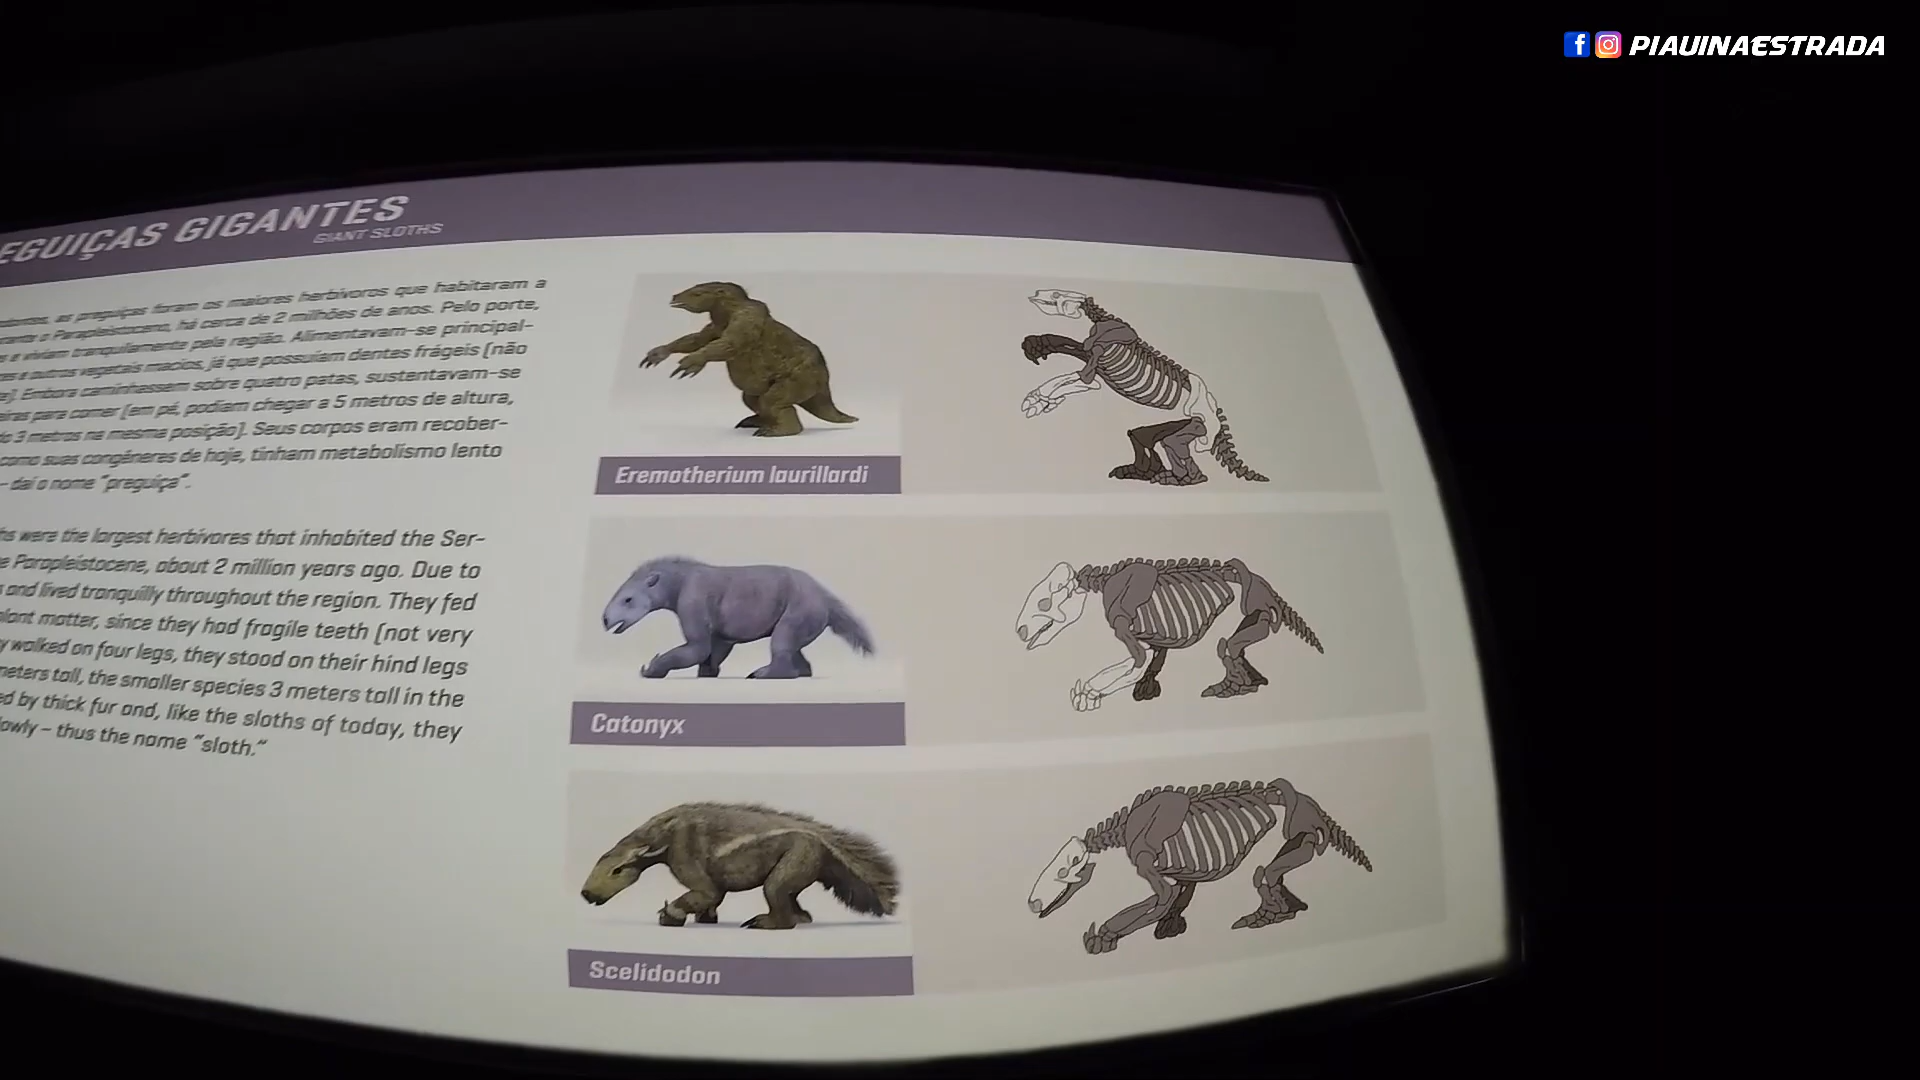 PIAUINAESTRADA
EGUIÇAS GIGANTES
GIANT SLOTHS
as preguiças foram os maiores herbívoros que habitaram a
o Parapleistoceno, há cerca de 2 milhões de anos. Pelo porte,
e viviam tranquilamente pela região. Alimentavam-se principal-
e outros vegetais macios, já que possuíam dentes frágeis (não
Embora caminhassem sobre quatro patas, sustentavam-se
para comer (em pé, podiam chegar a 5 metros de altura,
3 metros na mesma posição). Seus corpos eram recober-
como suas congêneres de hoje, tinham metabolismo lento
– daí o nome "preguiça".
were the largest herbivores that inhabited the Ser-
Parapleistocene, about 2 million years ago. Due to
and lived tranquilly throughout the region. They fed
plant matter, since they had fragile teeth (not very
walked on four legs, they stood on their hind legs
meters tall, the smaller species 3 meters tall in the
ed by thick fur and, like the sloths of today, they
owly – thus the name "sloth."
Eremotherium laurillardi
Catonyx
Scelidodon